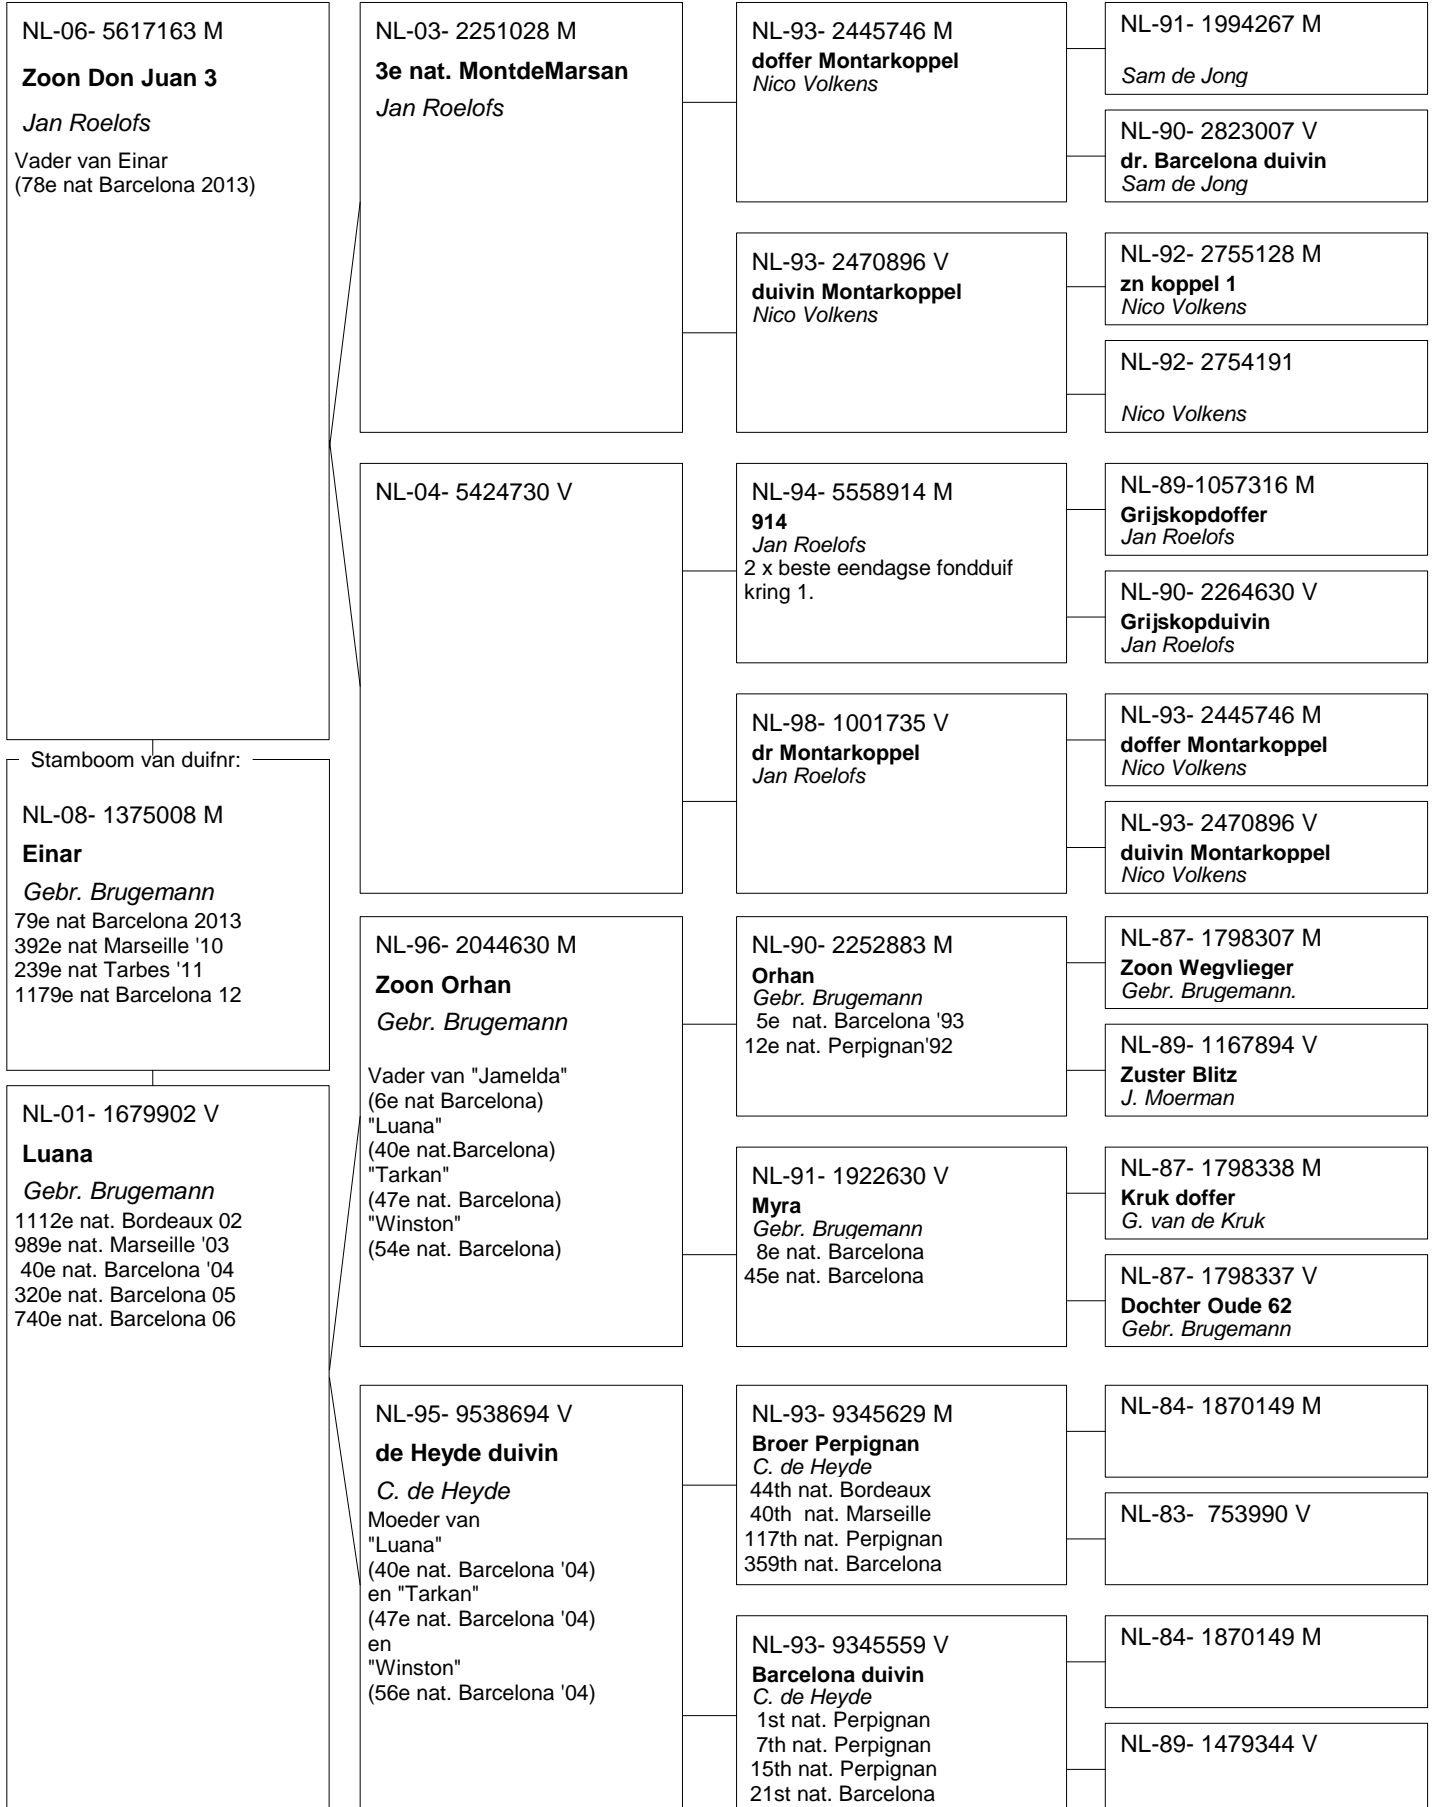 NL-06- 5617163 M
Zoon Don Juan 3
Jan Roelofs
Vader van Einar
(78e nat Barcelona 2013)
Stamboom van duifnr:
NL-08- 1375008 M
Einar
Gebr. Brugemann
79e nat Barcelona 2013
392e nat Marseille '10
239e nat Tarbes '11
1179e nat Barcelona 12
NL-01- 1679902 V
Luana
Gebr. Brugemann
1112e nat. Bordeaux 02
989e nat. Marseille '03
40e nat. Barcelona '04
320e nat. Barcelona 05
740e nat. Barcelona 06
NL-03- 2251028 M
3e nat. MontdeMarsan
Jan Roelofs
NL-04- 5424730 V
NL-96- 2044630 M
Zoon Orhan
Gebr. Brugemann
Vader van "Jamelda"
(6e nat Barcelona)
"Luana"
(40e nat.Barcelona)
"Tarkan"
(47e nat. Barcelona)
"Winston"
(54e nat. Barcelona)
NL-95- 9538694 V
de Heyde duivin
C. de Heyde
Moeder van
"Luana"
(40e nat. Barcelona '04)
en "Tarkan"
(47e nat. Barcelona '04)
en
"Winston"
(56e nat. Barcelona '04)
NL-93- 2445746 M
doffer Montarkoppel
Nico Volkens
NL-93- 2470896 V
duivin Montarkoppel
Nico Volkens
NL-94- 5558914 M
914
Jan Roelofs
2 x beste eendagse fondduif
kring 1.
NL-98- 1001735 V
dr Montarkoppel
Jan Roelofs
NL-90- 2252883 M
Orhan
Gebr. Brugemann
5e nat. Barcelona '93
12e nat. Perpignan'92
NL-91- 1922630 V
Myra
Gebr. Brugemann
8e nat. Barcelona
45e nat. Barcelona
NL-93- 9345629 M
Broer Perpignan
C. de Heyde
44th nat. Bordeaux
40th nat. Marseille
117th nat. Perpignan
359th nat. Barcelona
NL-93- 9345559 V
Barcelona duivin
C. de Heyde
1st nat. Perpignan
7th nat. Perpignan
15th nat. Perpignan
21st nat. Barcelona
NL-91- 1994267 M
Sam de Jong
NL-90- 2823007 V
dr. Barcelona duivin
Sam de Jong
NL-92- 2755128 M
zn koppel 1
Nico Volkens
NL-92- 2754191
Nico Volkens
NL-89-1057316 M
Grijskopdoffer
Jan Roelofs
NL-90- 2264630 V
Grijskopduivin
Jan Roelofs
NL-93- 2445746 M
doffer Montarkoppel
Nico Volkens
NL-93- 2470896 V
duivin Montarkoppel
Nico Volkens
NL-87- 1798307 M
Zoon Wegvlieger
Gebr. Brugemann.
NL-89- 1167894 V
Zuster Blitz
J. Moerman
NL-87- 1798338 M
Kruk doffer
G. van de Kruk
NL-87- 1798337 V
Dochter Oude 62
Gebr. Brugemann
NL-84- 1870149 M
NL-83- 753990 V
NL-84- 1870149 M
NL-89- 1479344 V